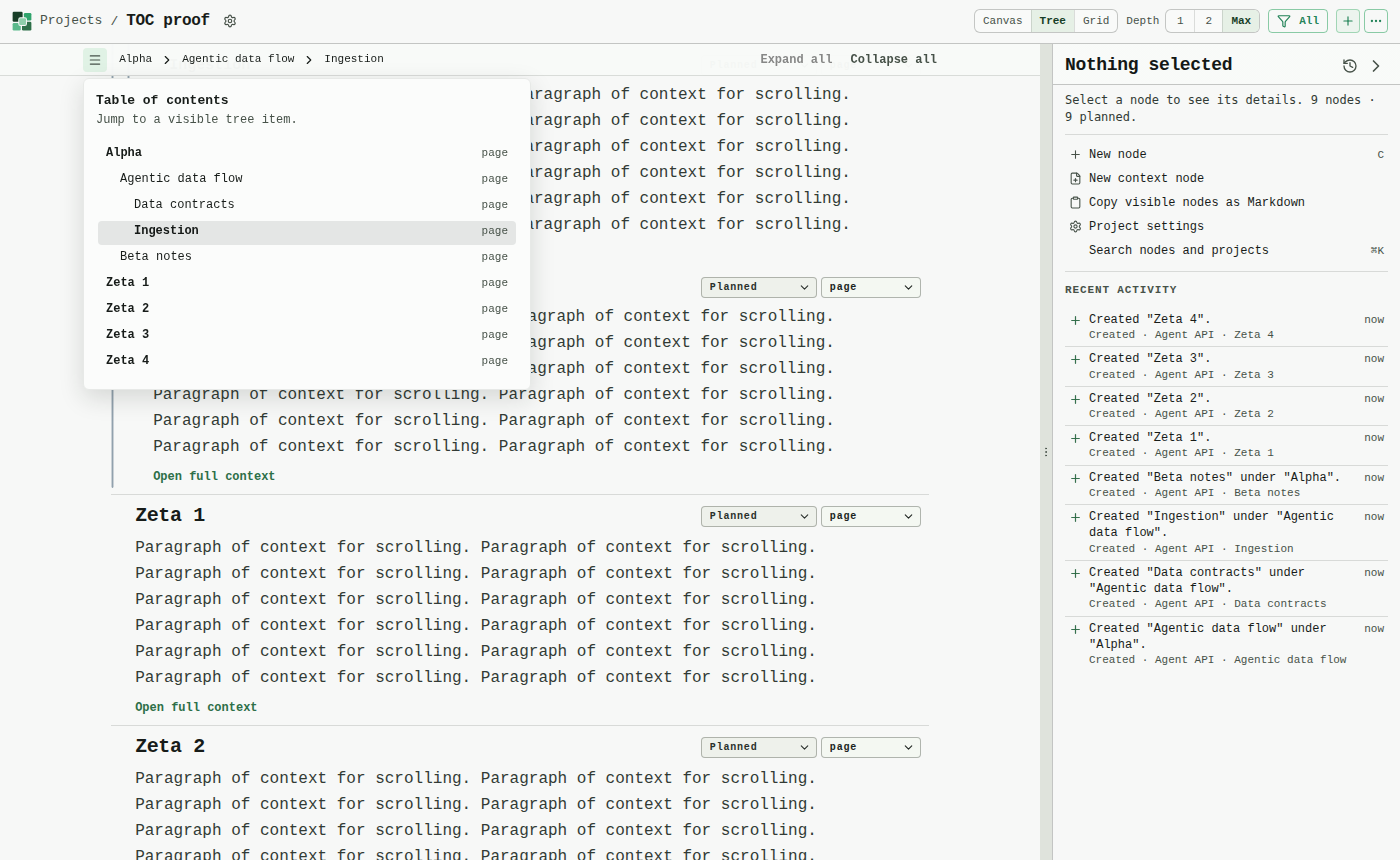 Projects / TOC proof
Canvas Tree Grid Depth 1 2 Max All
Alpha Agentic data flow Ingestion Expand all Collapse all
Table of contents
Jump to a visible tree item.
Alpha page
Agentic data flow page
Data contracts page
Ingestion page
Beta notes page
Zeta 1 page
Zeta 2 page
Zeta 3 page
Zeta 4 page
of context for scrolling.
of context for scrolling.
of context for scrolling.
of context for scrolling.
of context for scrolling.
of context for scrolling.
Planned page
of context for scrolling.
of context for scrolling.
of context for scrolling.
Paragraph of context for scrolling. Paragraph of context for scrolling.
Paragraph of context for scrolling. Paragraph of context for scrolling.
Paragraph of context for scrolling. Paragraph of context for scrolling.
Open full context
Zeta 1 Planned page
Paragraph of context for scrolling. Paragraph of context for scrolling.
Paragraph of context for scrolling. Paragraph of context for scrolling.
Paragraph of context for scrolling. Paragraph of context for scrolling.
Paragraph of context for scrolling. Paragraph of context for scrolling.
Paragraph of context for scrolling. Paragraph of context for scrolling.
Paragraph of context for scrolling. Paragraph of context for scrolling.
Open full context
Zeta 2 Planned page
Paragraph of context for scrolling. Paragraph of context for scrolling.
Paragraph of context for scrolling. Paragraph of context for scrolling.
Paragraph of context for scrolling. Paragraph of context for scrolling.
Paragraph of context for scrolling. Paragraph of context for scrolling.
Nothing selected
Select a node to see its details. 9 nodes ·
9 planned.
New node C
New context node
Copy visible nodes as Markdown
Project settings
Search nodes and projects ⌘K
RECENT ACTIVITY
Created "Zeta 4". now
Created · Agent API · Zeta 4
Created "Zeta 3". now
Created · Agent API · Zeta 3
Created "Zeta 2". now
Created · Agent API · Zeta 2
Created "Zeta 1". now
Created · Agent API · Zeta 1
Created "Beta notes" under "Alpha". now
Created · Agent API · Beta notes
Created "Ingestion" under "Agentic now
data flow".
Created · Agent API · Ingestion
Created "Data contracts" under now
"Agentic data flow".
Created · Agent API · Data contracts
Created "Agentic data flow" under now
"Alpha".
Created · Agent API · Agentic data flow